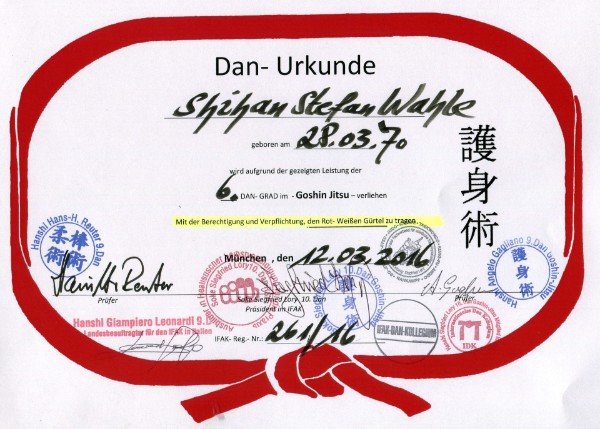 Dan- Urkunde
Shihan Stefan Wahle
geboren am 28.03.70
wird aufgrund der gezeigten Leistung der
6. DAN- GRAD im - Goshin Jitsu – verliehen
Mit der Berechtigung und Verpflichtung, den Rot- Weißen Gürtel zu tragen.
護身術
München , den 12.03.2016
Hanshi Hans-H. Reuter 9.Dan
柔術 棒術
Hanshi Angelo Gagliano 9.Dan Goshin-Jitsu
護身術
Prüfer
Soke Siegfried Lory 10. Dan
Präsident im IFAK
Prüfer
Hanshi Giampiero Leonardi 9.D
Landesbeauftragter für den IFAK in Italien
IFAK- Reg.- Nr.: 261/16
身術
IFAK-DAN-KOLLEGIUM
IDK